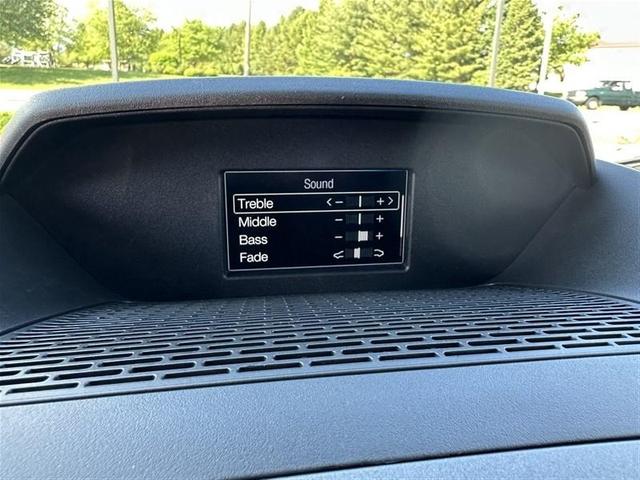 Sound
Treble < - + >
Middle - +
Bass - +
Fade